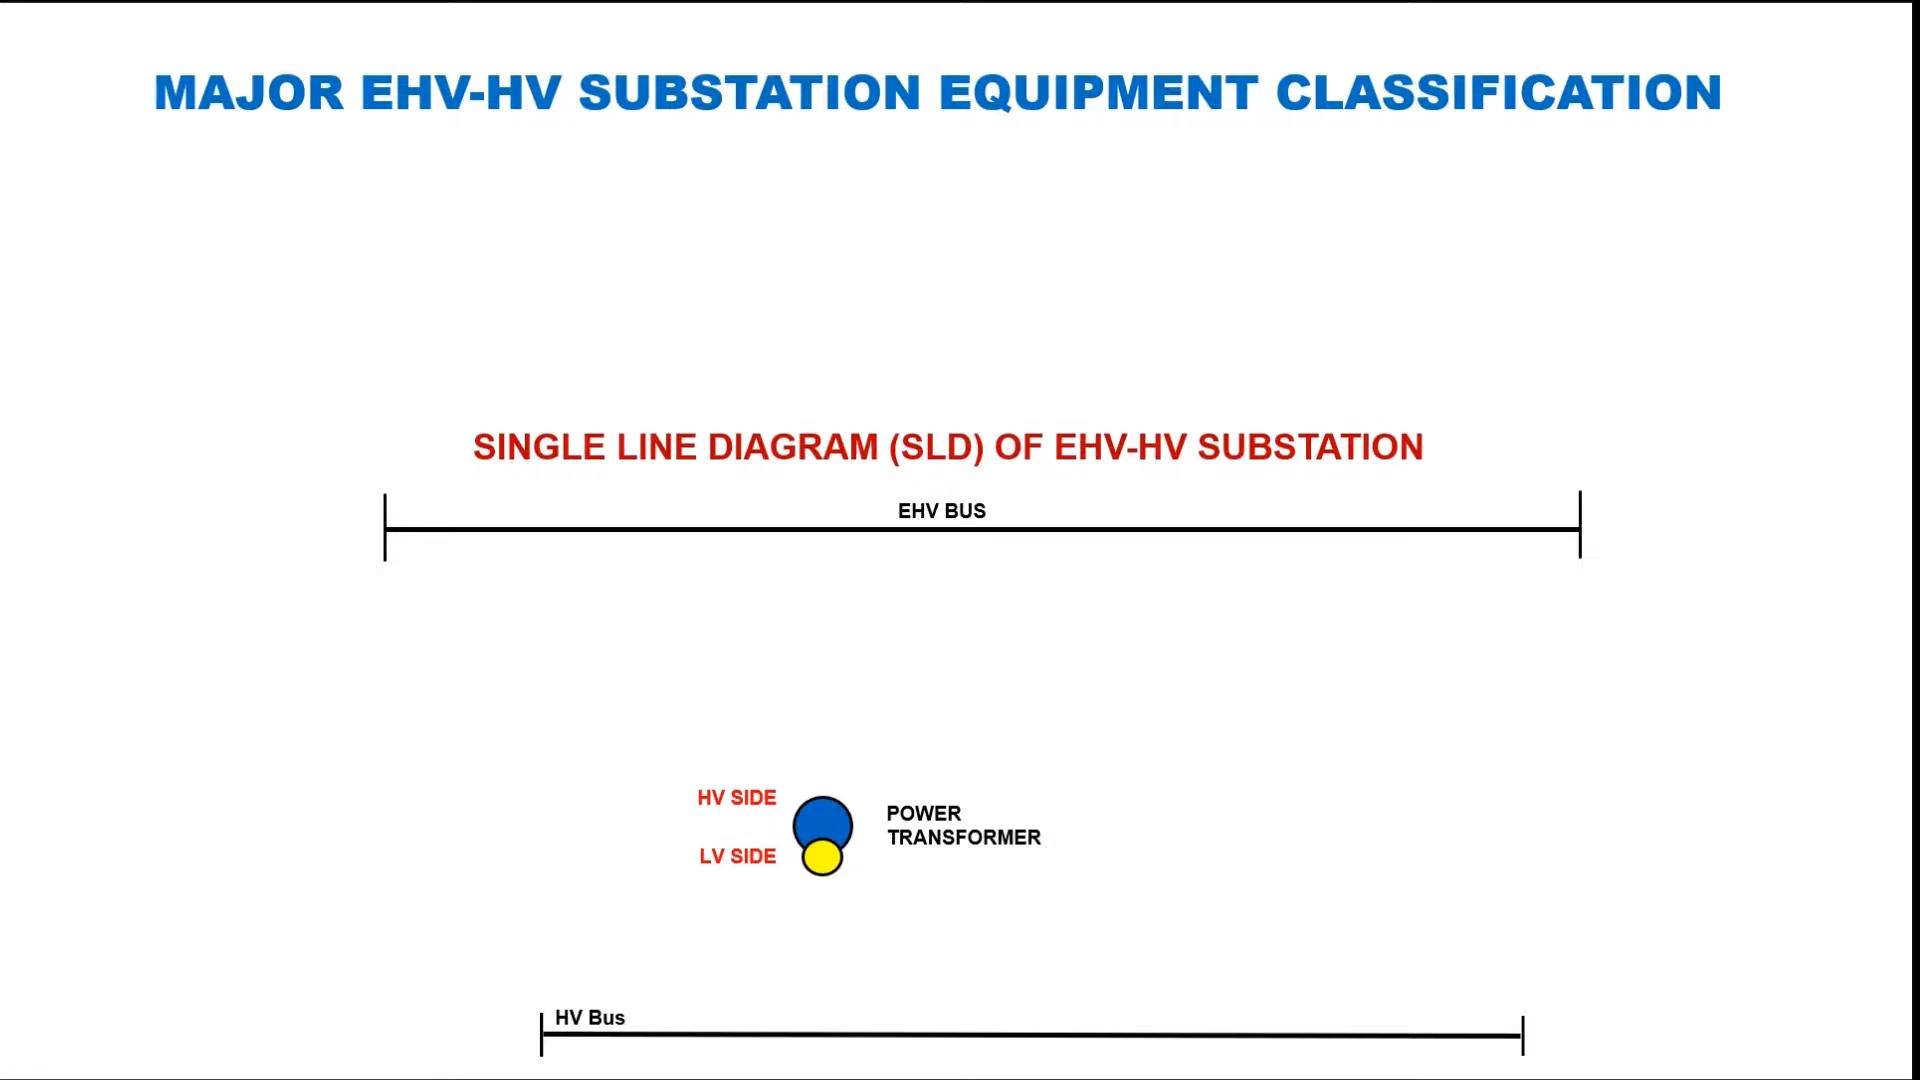 MAJOR EHV-HV SUBSTATION EQUIPMENT CLASSIFICATION
SINGLE LINE DIAGRAM (SLD) OF EHV-HV SUBSTATION
EHV BUS
HV SIDE
POWER
TRANSFORMER
LV SIDE
HV Bus